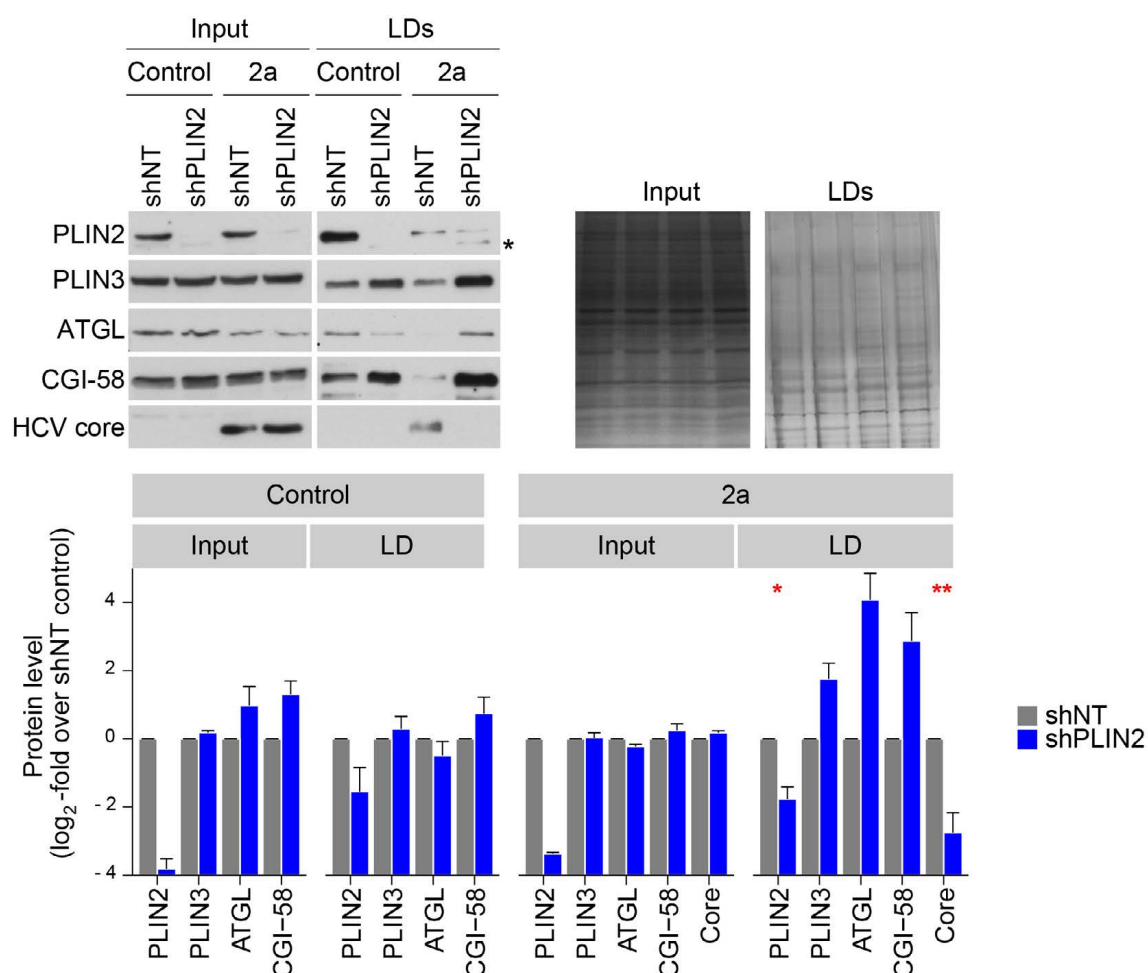 Input LDs
Control 2a Control 2a
shNT shPLIN2 shNT shPLIN2 shNT shPLIN2 shNT shPLIN2
PLIN2
*
PLIN3
ATGL
CGI-58
HCV core
Input LDs
Control 2a
Input LD Input LD
Protein level
(log2-fold over shNT control)
4
2
0
-2
-4
* **
PLIN2 PLIN3 ATGL CGI-58 PLIN2 PLIN3 ATGL CGI-58 PLIN2 PLIN3 ATGL CGI-58 Core PLIN2 PLIN3 ATGL CGI-58 Core
shNT
shPLIN2